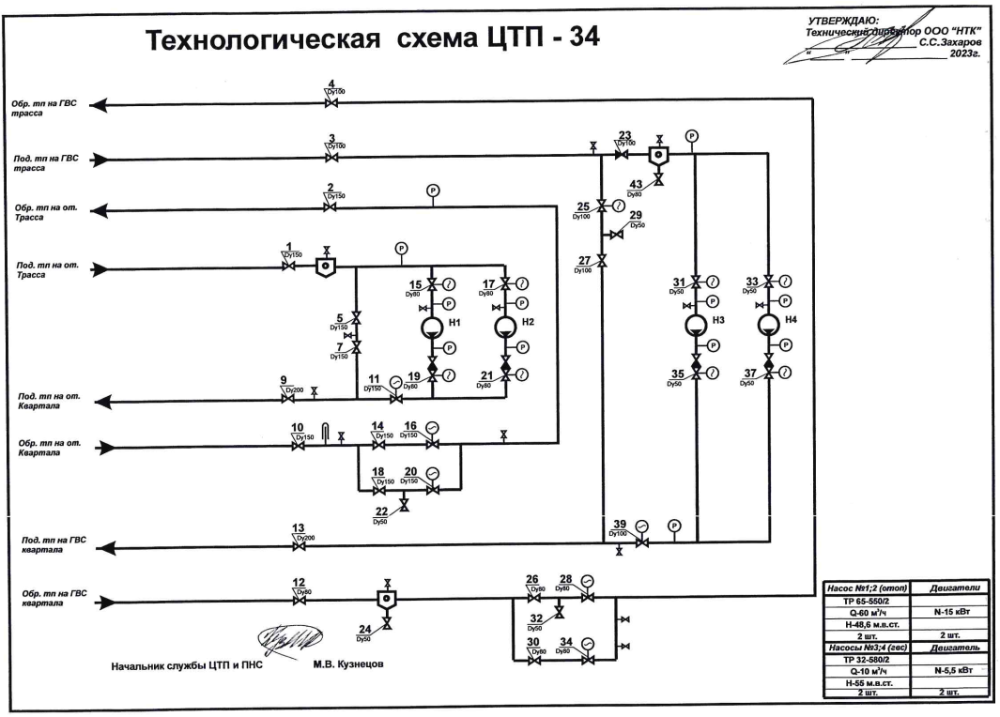 Технологическая схема ЦТП - 34
УТВЕРЖДАЮ:
Технический директор ООО "НТК"
С.С.Захаров
"____"
2023г.
4
Dy100
Обр. тп на ГВС
трасса
3
Dy100
Под. тп на ГВС
трасса
23
Dy100
P
43
Dy80
2
Dy150
P
Обр. тп на от.
Трасса
25
Dy100
29
Dy50
1
Dy150
P
Под. тп на от.
Трасса
27
Dy100
15
Dy80
17
Dy80
31
Dy50
33
Dy50
P
P
P
P
5
Dy150
Н1
Н2
Н3
Н4
7
Dy150
P
P
P
P
9
Dy200
11
Dy150
19
Dy80
21
Dy80
35
Dy50
37
Dy50
Под. тп на от.
Квартала
10
Dy150
14
Dy150
16
Dy150
Обр. тп на от.
Квартала
18
Dy150
20
Dy150
22
Dy50
13
Dy200
39
Dy100
P
Под. тп на ГВС
квартала
12
Dy80
26
Dy80
28
Dy80
Обр. тп на ГВС
квартала
24
Dy50
32
Dy50
30
Dy80
34
Dy80
Начальник службы ЦТП и ПНС М.В. Кузнецов
Насос №1;2 (отоп) Двигатели
TP 65-550/2
Q-60 м³/ч N-15 кВт
Н-48,6 м.в.ст.
2 шт. 2 шт.
Насосы №3;4 (гвс) Двигатель
TP 32-580/2
Q-10 м³/ч N-5,5 кВт
Н-55 м.в.ст.
2 шт. 2 шт.